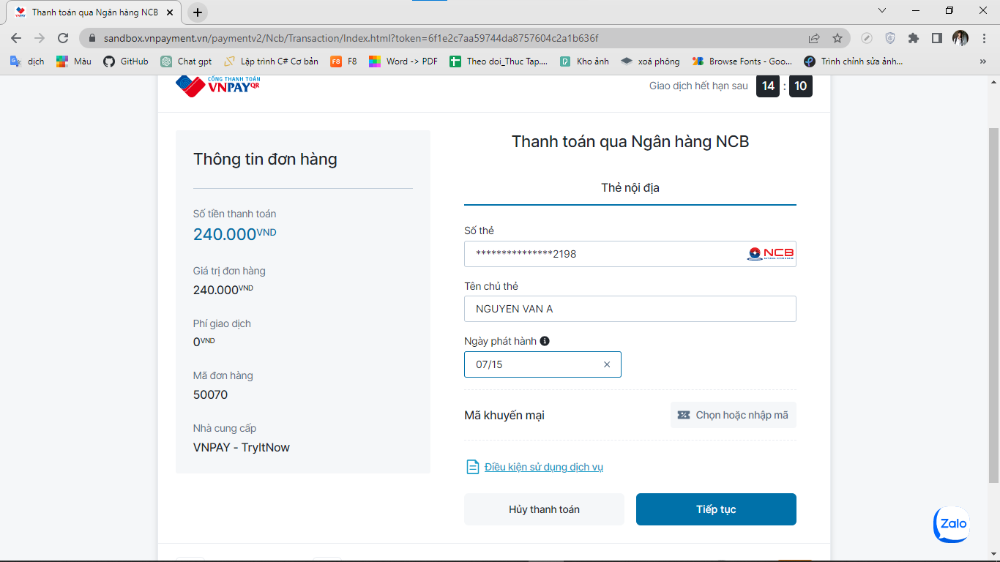 Thanh toán qua Ngân hàng NCB
sandbox.vnpayment.vn/paymentv2/Ncb/Transaction/Index.html?token=6f1e2c7aa59744da8757604c2a1b636f
dịch Màu GitHub Chat gpt Lập trình C# Cơ bản F8 F8 Word -> PDF Theo doi_Thuc Tap.... D Kho ảnh xoá phông Browse Fonts - Goo... Trình chỉnh sửa ảnh... »
CỔNG THANH TOÁN
VNPAYQR
Giao dịch hết hạn sau 14 : 10
Thông tin đơn hàng
Số tiền thanh toán
240.000VND
Giá trị đơn hàng
240.000VND
Phí giao dịch
0VND
Mã đơn hàng
50070
Nhà cung cấp
VNPAY - TryItNow
Thanh toán qua Ngân hàng NCB
Thẻ nội địa
Số thẻ
***************2198 NCB
Tên chủ thẻ
NGUYEN VAN A
Ngày phát hành
07/15
Mã khuyến mại Chọn hoặc nhập mã
Điều kiện sử dụng dịch vụ
Hủy thanh toán Tiếp tục
Zalo